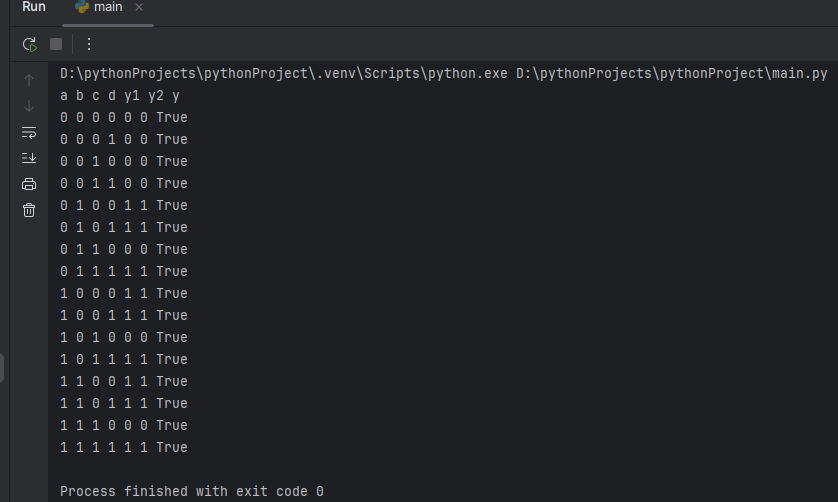 Run main
D:\pythonProjects\pythonProject\.venv\Scripts\python.exe D:\pythonProjects\pythonProject\main.py
a b c d y1 y2 y
0 0 0 0 0 0 True
0 0 0 1 0 0 True
0 0 1 0 0 0 True
0 0 1 1 0 0 True
0 1 0 0 1 1 True
0 1 0 1 1 1 True
0 1 1 0 0 0 True
0 1 1 1 1 1 True
1 0 0 0 1 1 True
1 0 0 1 1 1 True
1 0 1 0 0 0 True
1 0 1 1 1 1 True
1 1 0 0 1 1 True
1 1 0 1 1 1 True
1 1 1 0 0 0 True
1 1 1 1 1 1 True
Process finished with exit code 0